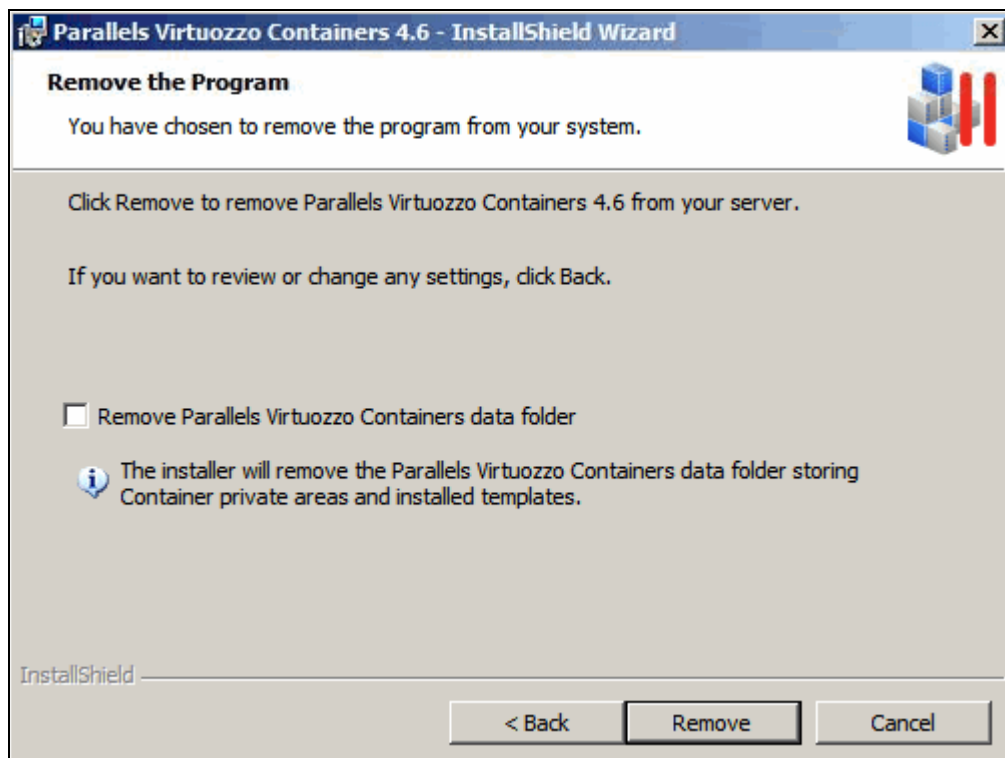 Parallels Virtuozzo Containers 4.6 - InstallShield Wizard
Remove the Program
You have chosen to remove the program from your system.
Click Remove to remove Parallels Virtuozzo Containers 4.6 from your server.
If you want to review or change any settings, click Back.
Remove Parallels Virtuozzo Containers data folder
The installer will remove the Parallels Virtuozzo Containers data folder storing
Container private areas and installed templates.
InstallShield
< Back
Remove
Cancel